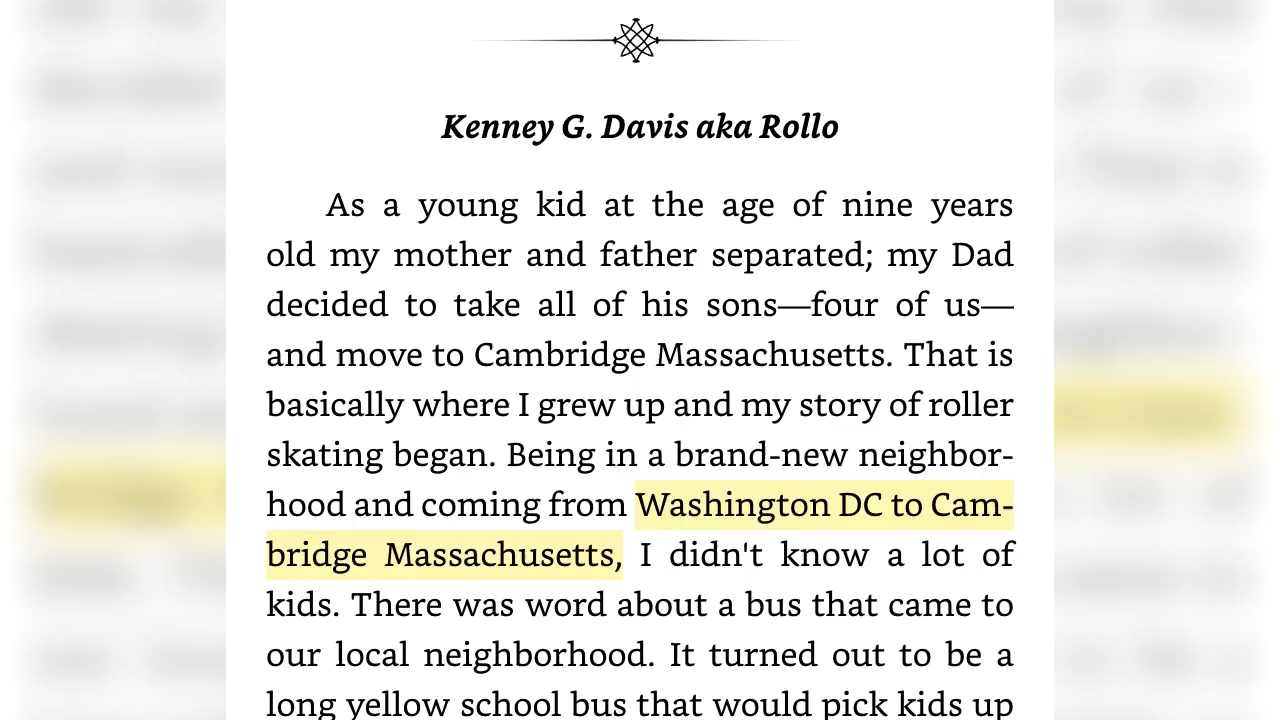 Kenney G. Davis aka Rollo
As a young kid at the age of nine years
old my mother and father separated; my Dad
decided to take all of his sons—four of us—
and move to Cambridge Massachusetts. That is
basically where I grew up and my story of roller
skating began. Being in a brand-new neighbor-
hood and coming from Washington DC to Cam-
bridge Massachusetts, I didn't know a lot of
kids. There was word about a bus that came to
our local neighborhood. It turned out to be a
long yellow school bus that would pick kids up